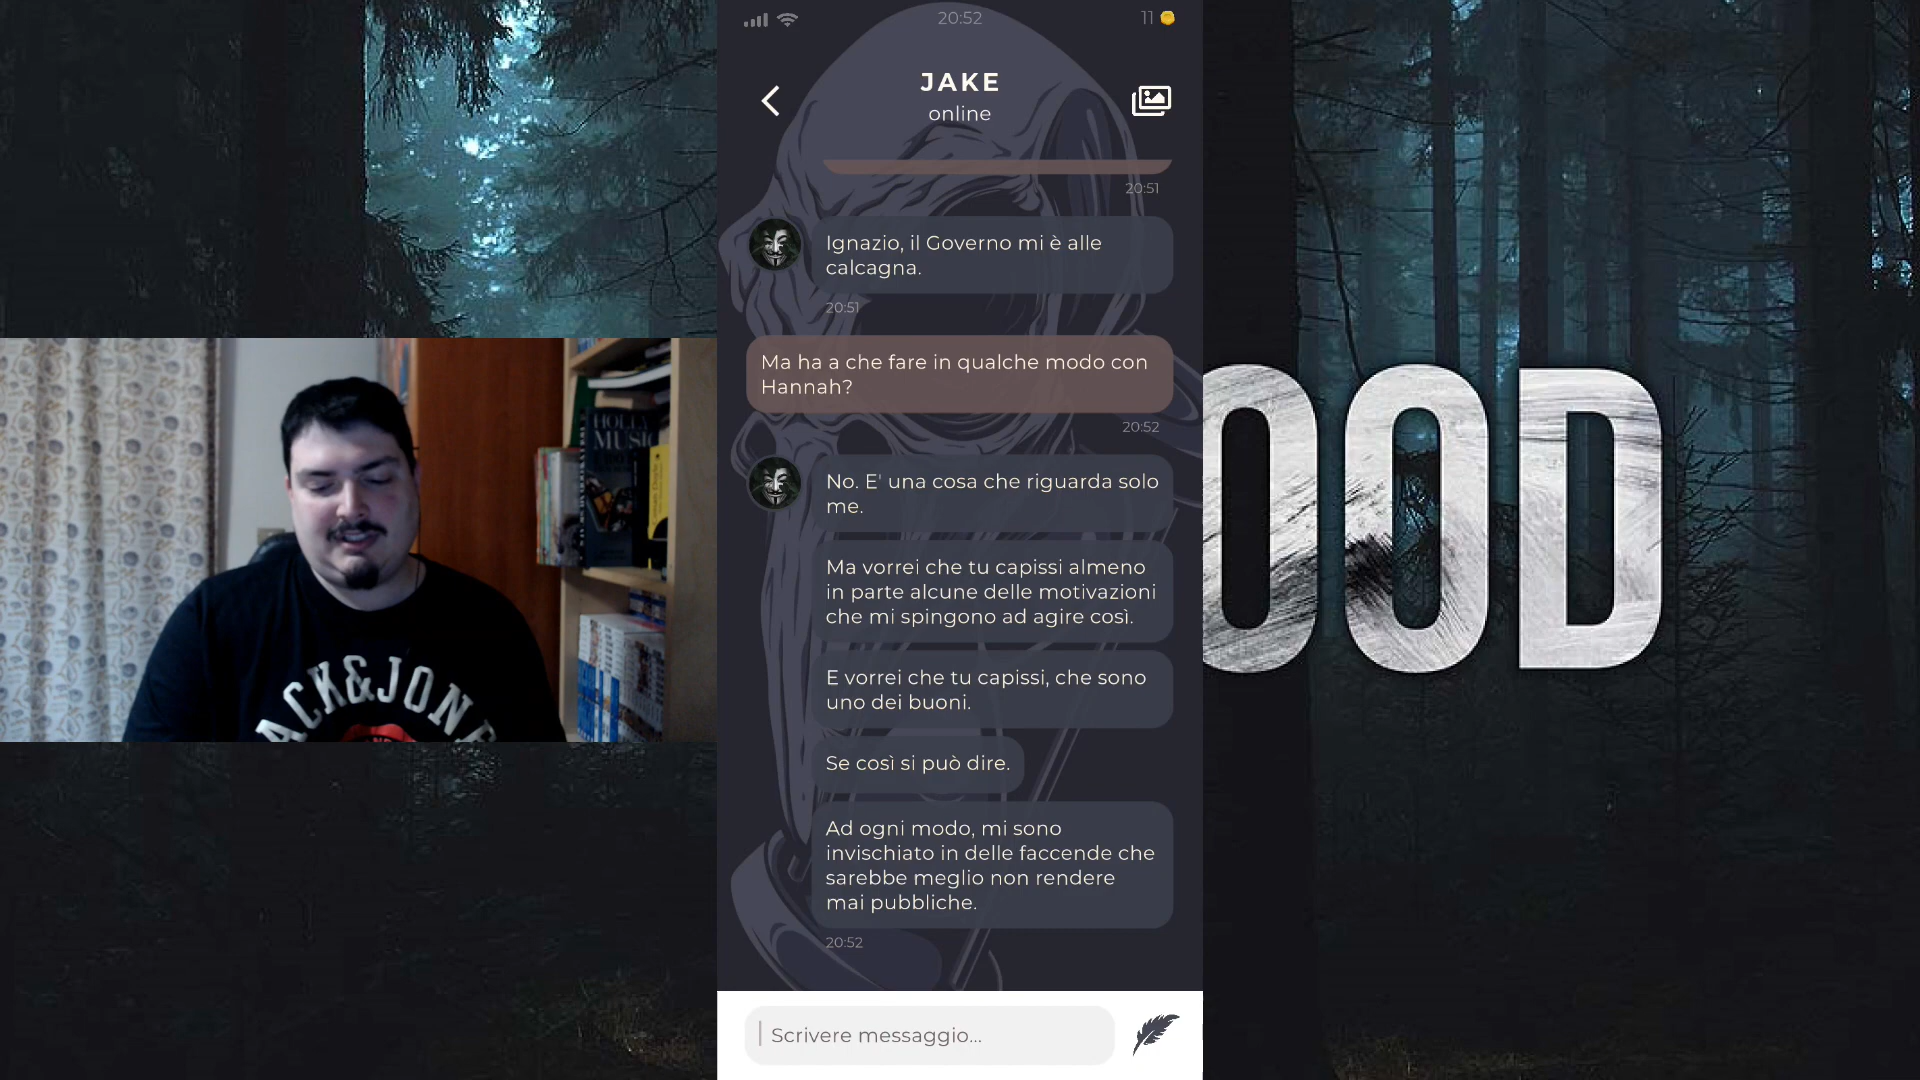 20:52
11
JAKE
online
20:51
Ignazio, il Governo mi è alle
calcagna.
20:51
Ma ha a che fare in qualche modo con
Hannah?
20:52
No. E' una cosa che riguarda solo
me.
Ma vorrei che tu capissi almeno
in parte alcune delle motivazioni
che mi spingono ad agire così.
E vorrei che tu capissi, che sono
uno dei buoni.
Se così si può dire.
Ad ogni modo, mi sono
invischiato in delle faccende che
sarebbe meglio non rendere
mai pubbliche.
20:52
Scrivere messaggio...
OOD
HOLLY
MUSIC
ACK&JON